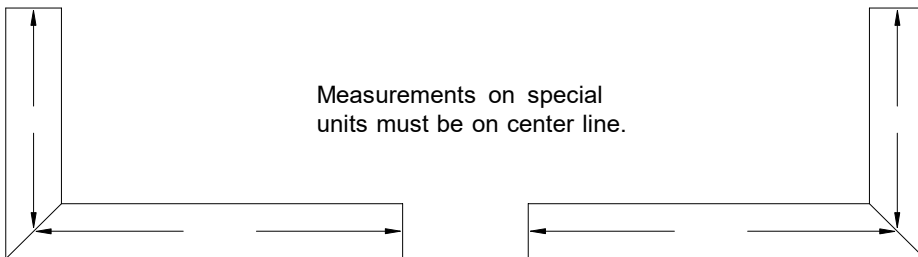 Measurements on special
units must be on center line.